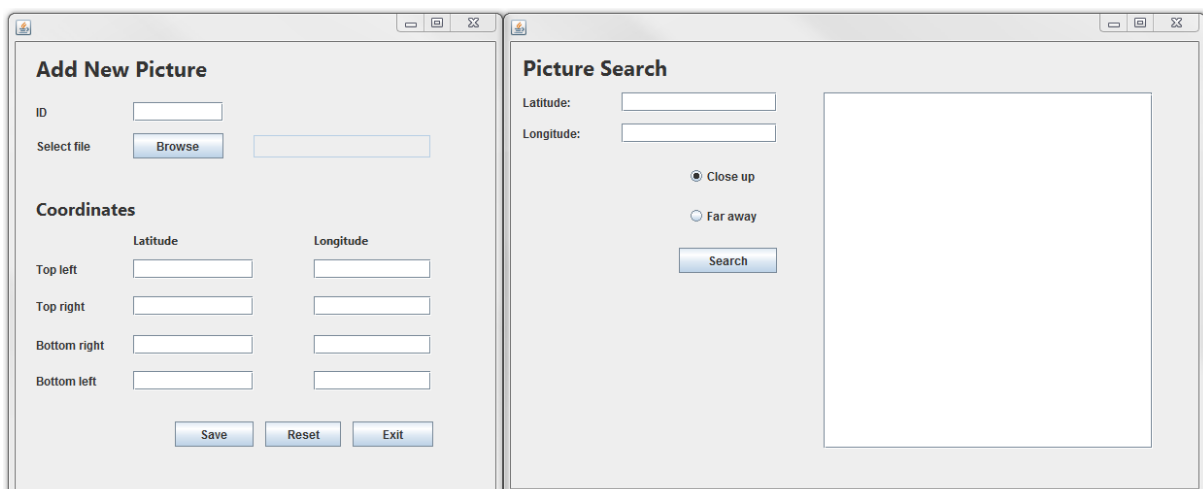 Add New Picture
ID
Select file Browse
Coordinates
Latitude Longitude
Top left
Top right
Bottom right
Bottom left
Save Reset Exit
Picture Search
Latitude:
Longitude:
Close up
Far away
Search